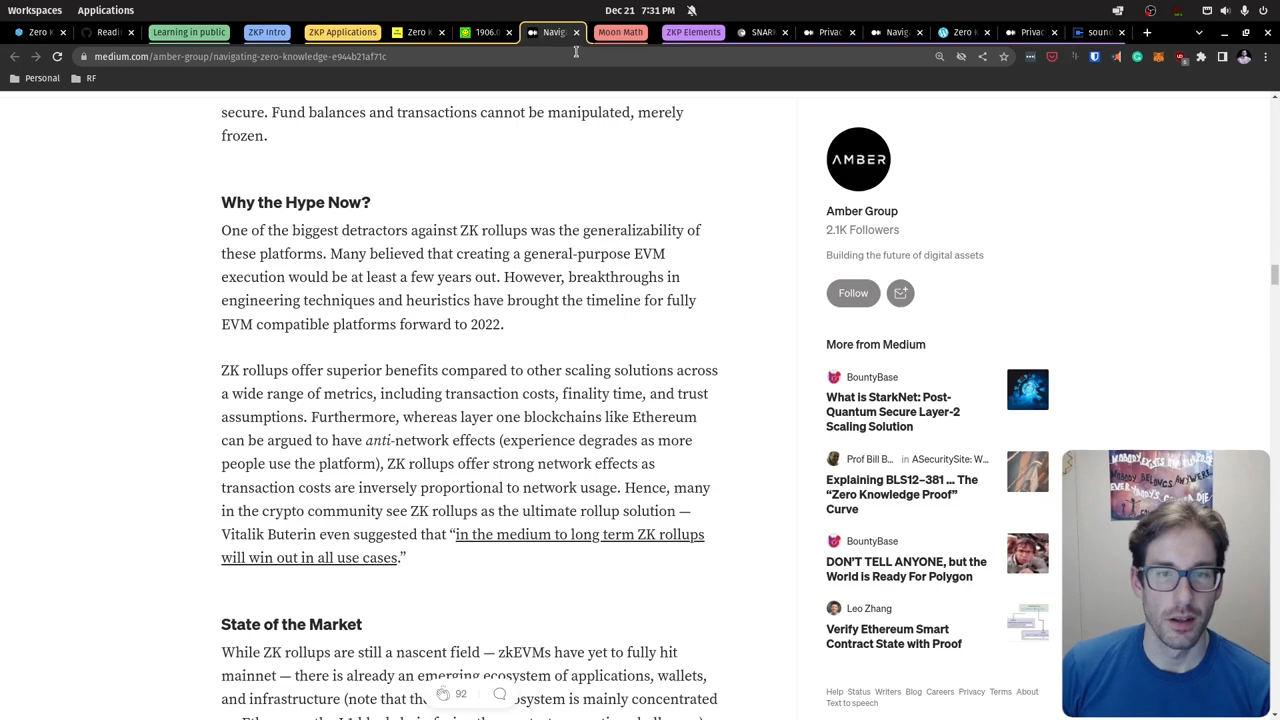 Workspaces Applications Dec 21 7:31 PM
Zero K Readi Learning in public ZKP Intro ZKP Applications Zero K 1906.0 Navig Moon Math ZKP Elements SNAR Privac Navig Zero K Privac sound
medium.com/amber-group/navigating-zero-knowledge-e944b21af71c
Personal RF
secure. Fund balances and transactions cannot be manipulated, merely
frozen.
Why the Hype Now?
One of the biggest detractors against ZK rollups was the generalizability of
these platforms. Many believed that creating a general-purpose EVM
execution would be at least a few years out. However, breakthroughs in
engineering techniques and heuristics have brought the timeline for fully
EVM compatible platforms forward to 2022.
ZK rollups offer superior benefits compared to other scaling solutions across
a wide range of metrics, including transaction costs, finality time, and trust
assumptions. Furthermore, whereas layer one blockchains like Ethereum
can be argued to have anti-network effects (experience degrades as more
people use the platform), ZK rollups offer strong network effects as
transaction costs are inversely proportional to network usage. Hence, many
in the crypto community see ZK rollups as the ultimate rollup solution —
Vitalik Buterin even suggested that “in the medium to long term ZK rollups
will win out in all use cases.”
State of the Market
While ZK rollups are still a nascent field — zkEVMs have yet to fully hit
mainnet — there is already an emerging ecosystem of applications, wallets,
and infrastructure (note that the osystem is mainly concentrated
92
AMBER
Amber Group
2.1K Followers
Building the future of digital assets
Follow
More from Medium
BountyBase
What is StarkNet: Post-
Quantum Secure Layer-2
Scaling Solution
Prof Bill B... in ASecuritySite: W...
Explaining BLS12–381 ... The
“Zero Knowledge Proof”
Curve
BountyBase
DON’T TELL ANYONE, but the
World is Ready For Polygon
Leo Zhang
Verify Ethereum Smart
Contract State with Proof
Help Status Writers Blog Careers Privacy Terms About
Text to speech